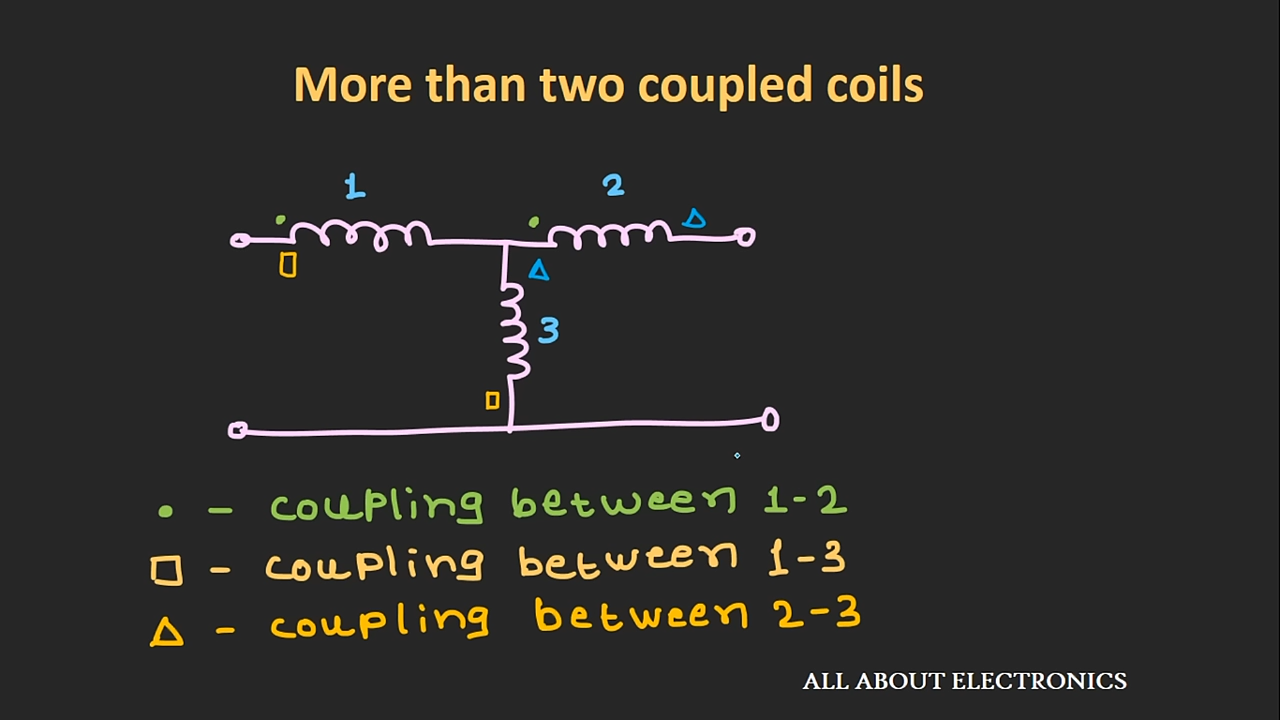 More than two coupled coils
1 2
3
• - coupling between 1-2
□ - coupling between 1-3
Δ - coupling between 2-3
ALL ABOUT ELECTRONICS